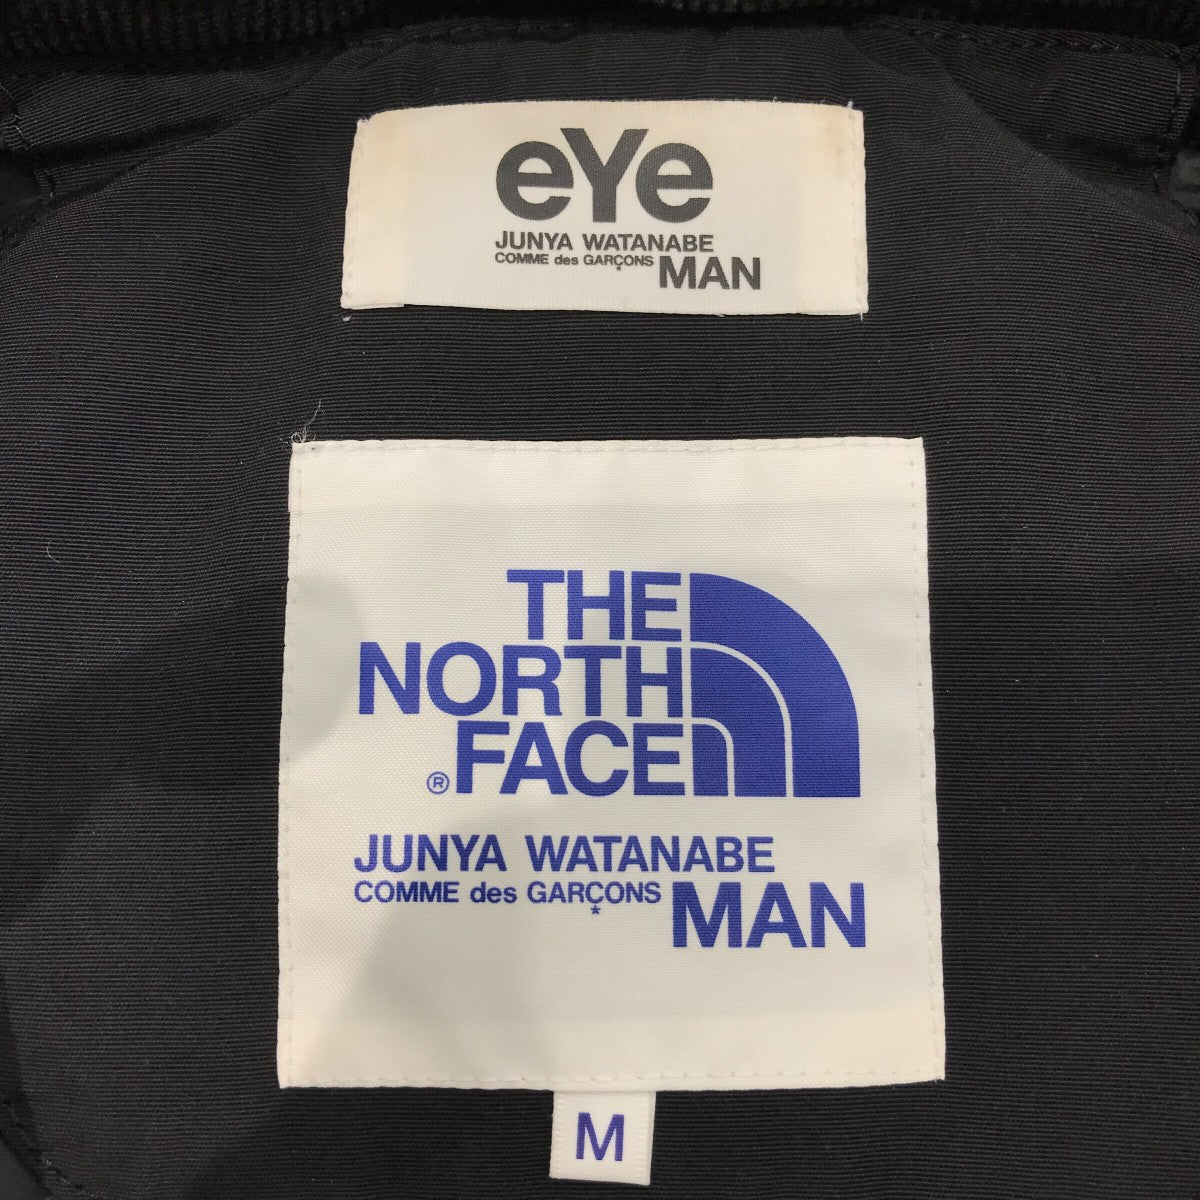 eYe
JUNYA WATANABE
COMME des GARÇONS MAN
THE
NORTH
® FACE
JUNYA WATANABE
COMME des GARÇONS MAN
M